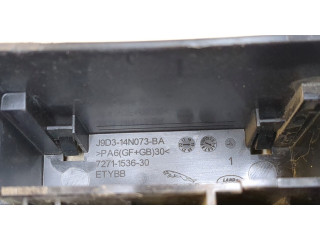 J9D3-14N073-BA
>PA6(GF+GB)30<
7271-1536-30
1
ETYBB